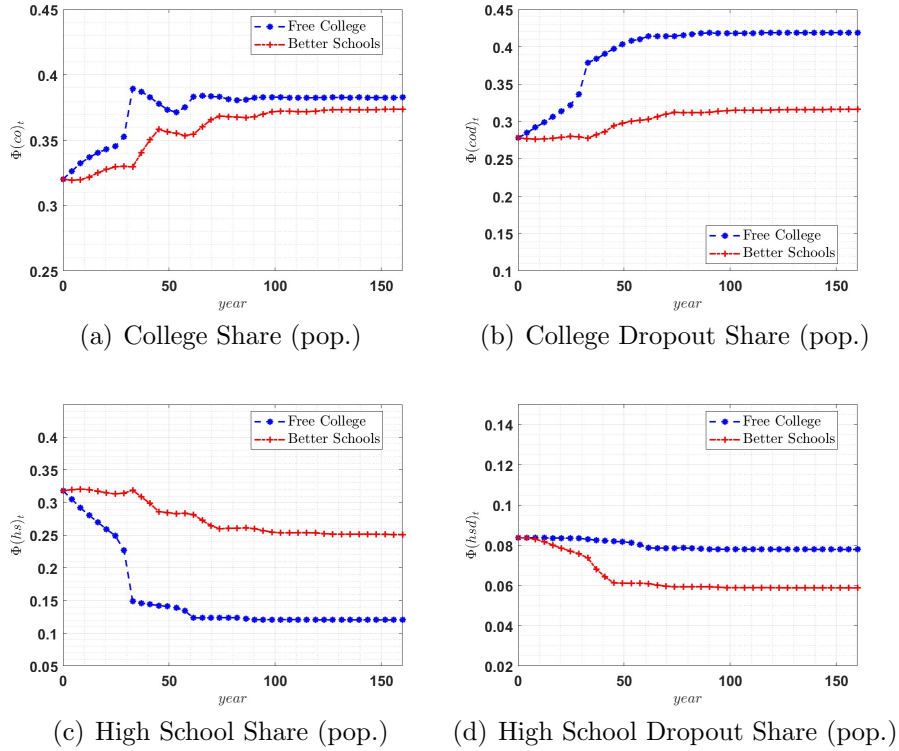 0.45
0.4
0.35
0.3
0.25
Φ(co)t
Free College
Better Schools
0 50 100 150
year
(a) College Share (pop.)
0.45
0.4
0.35
0.3
0.25
0.2
0.15
0.1
Φ(cod)t
Free College
Better Schools
0 50 100 150
year
(b) College Dropout Share (pop.)
0.4
0.35
0.3
0.25
0.2
0.15
0.1
0.05
Φ(hs)t
Free College
Better Schools
0 50 100 150
year
(c) High School Share (pop.)
0.14
0.12
0.1
0.08
0.06
0.04
0.02
Φ(hsd)t
Free College
Better Schools
0 50 100 150
year
(d) High School Dropout Share (pop.)